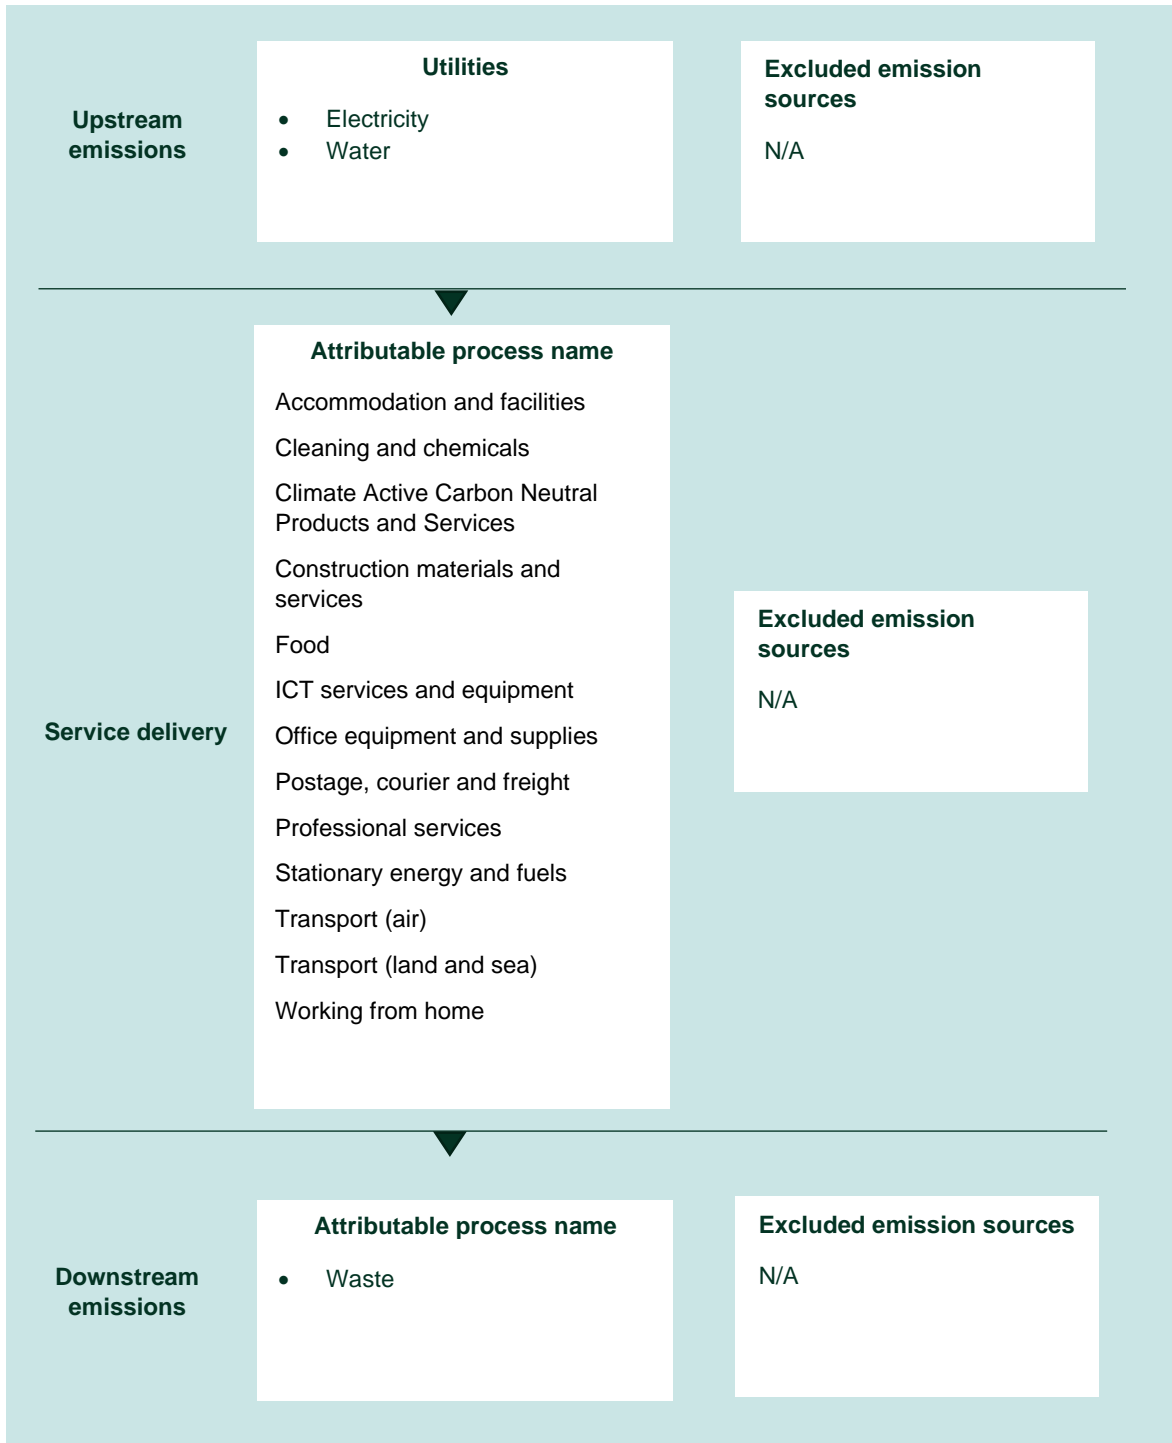 Upstream
emissions
Utilities
• Electricity
• Water
Excluded emission
sources
N/A
Service delivery
Attributable process name
Accommodation and facilities
Cleaning and chemicals
Climate Active Carbon Neutral
Products and Services
Construction materials and
services
Food
ICT services and equipment
Office equipment and supplies
Postage, courier and freight
Professional services
Stationary energy and fuels
Transport (air)
Transport (land and sea)
Working from home
Excluded emission
sources
N/A
Downstream
emissions
Attributable process name
• Waste
Excluded emission sources
N/A